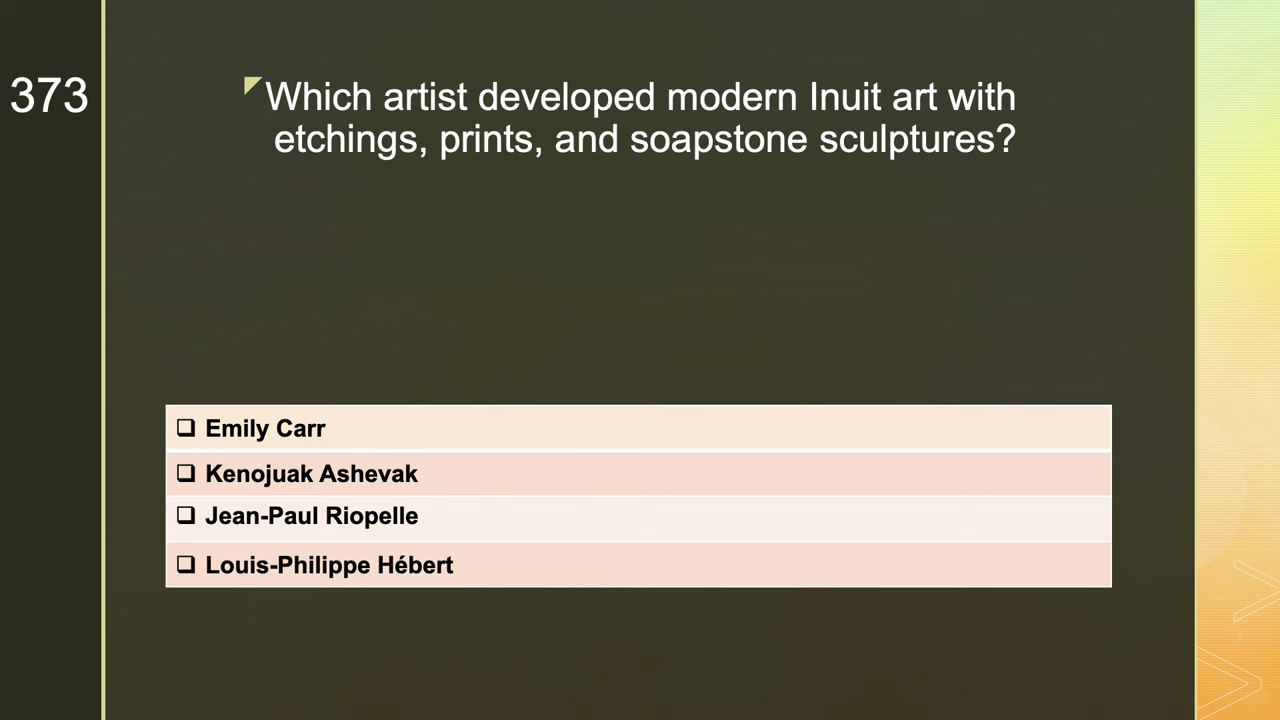 373
Which artist developed modern Inuit art with
etchings, prints, and soapstone sculptures?
Emily Carr
Kenojuak Ashevak
Jean-Paul Riopelle
Louis-Philippe Hébert